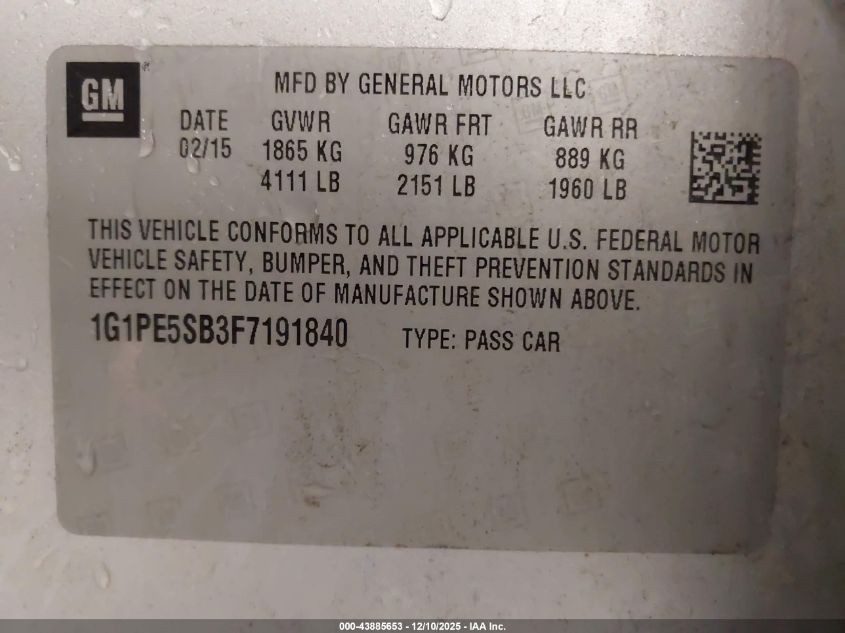 GM
MFD BY GENERAL MOTORS LLC
DATE GVWR GAWR FRT GAWR RR
02/15 1865 KG 976 KG 889 KG
4111 LB 2151 LB 1960 LB
THIS VEHICLE CONFORMS TO ALL APPLICABLE U.S. FEDERAL MOTOR
VEHICLE SAFETY, BUMPER, AND THEFT PREVENTION STANDARDS IN
EFFECT ON THE DATE OF MANUFACTURE SHOWN ABOVE.
1G1PE5SB3F7191840 TYPE: PASS CAR
000-43885653 - 12/10/2025 - IAA Inc.